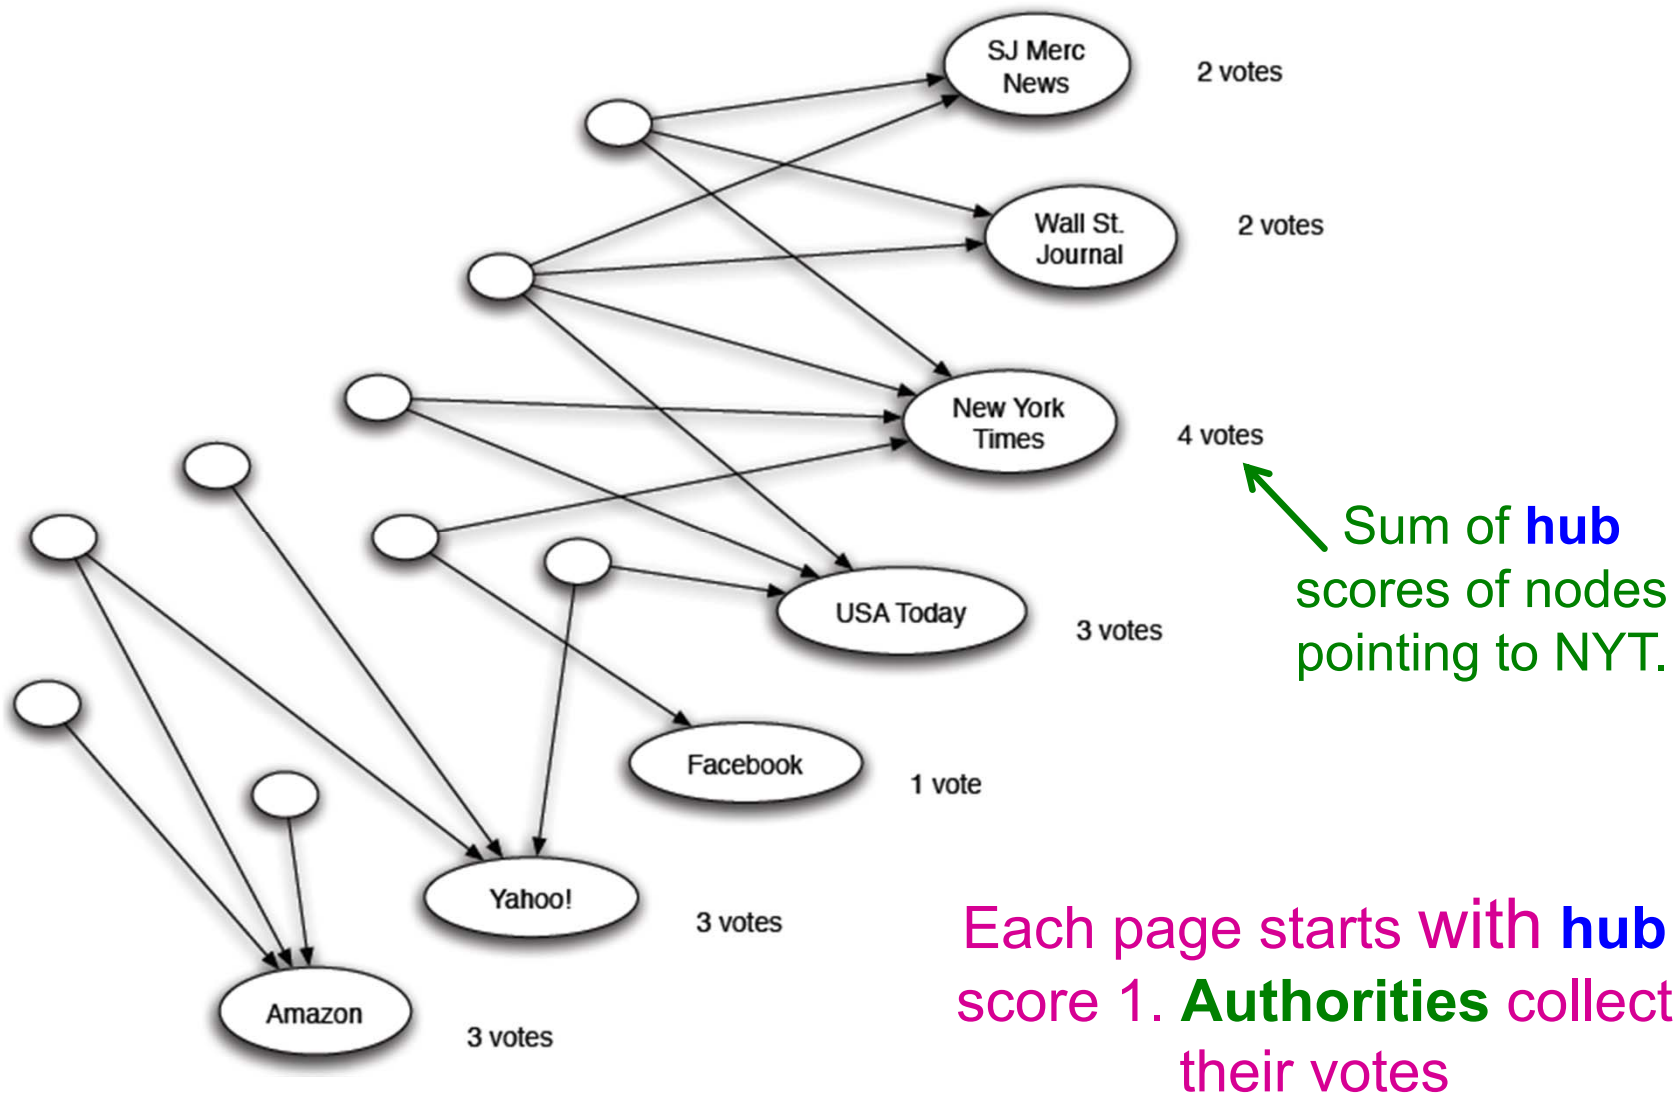 SJ Merc
News
2 votes
Wall St.
Journal
2 votes
New York
Times
4 votes
Sum of hub
scores of nodes
pointing to NYT.
USA Today
3 votes
Facebook
1 vote
Yahoo!
3 votes
Amazon
3 votes
Each page starts with hub
score 1. Authorities collect
their votes